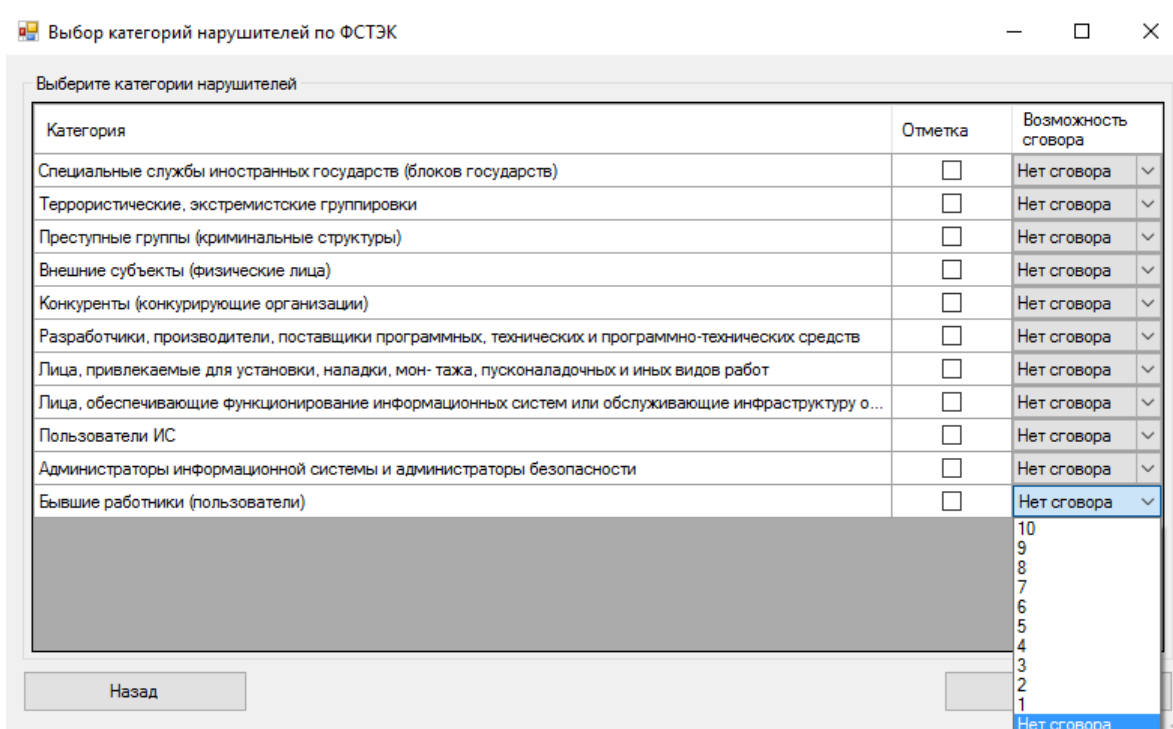 Выбор категорий нарушителей по ФСТЭК
Выберите категории нарушителей
Категория Отметка Возможность сговора
Специальные службы иностранных государств (блоков государств) Нет сговора
Террористические, экстремистские группировки Нет сговора
Преступные группы (криминальные структуры) Нет сговора
Внешние субъекты (физические лица) Нет сговора
Конкуренты (конкурирующие организации) Нет сговора
Разработчики, производители, поставщики программных, технических и программно-технических средств Нет сговора
Лица, привлекаемые для установки, наладки, мон- тажа, пусконаладочных и иных видов работ Нет сговора
Лица, обеспечивающие функционирование информационных систем или обслуживающие инфраструктуру о... Нет сговора
Пользователи ИС Нет сговора
Администраторы информационной системы и администраторы безопасности Нет сговора
Бывшие работники (пользователи) Нет сговора
10
9
8
7
6
5
4
3
2
1
Нет сговора
Назад